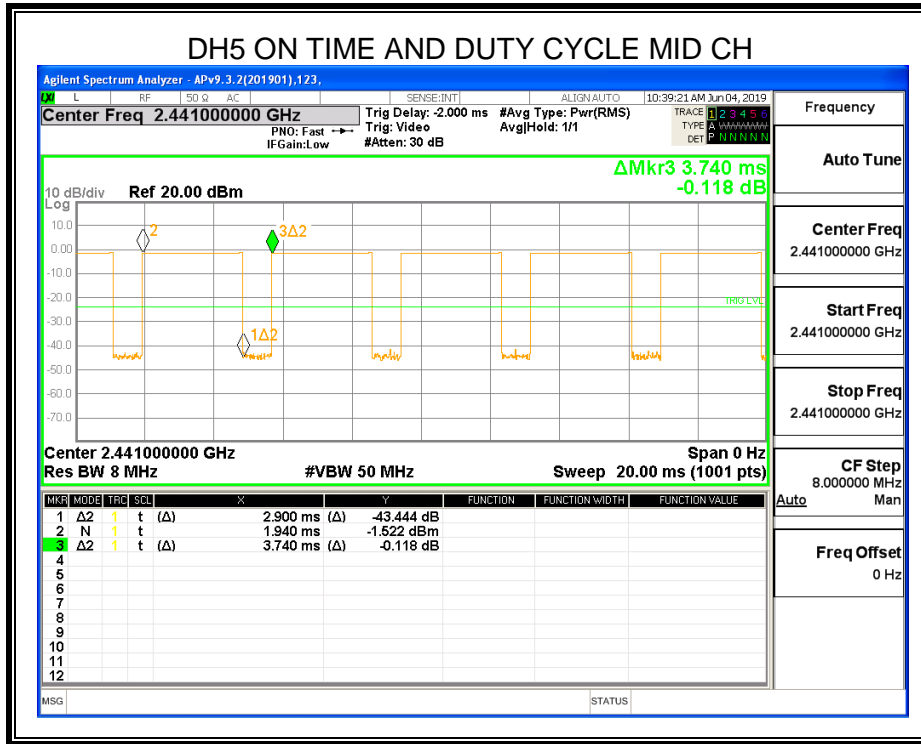 DH5 ON TIME AND DUTY CYCLE MID CH
Agilent Spectrum Analyzer - APv9.3.2(201901),123,
LXI L RF 50 Ω AC SENSE:INT ALIGN AUTO 10:39:21 AM Jun 04, 2019
Center Freq 2.441000000 GHz
PNO: Fast
IFGain:Low
Trig Delay: -2.000 ms
Trig: Video
#Atten: 30 dB
#Avg Type: Pwr(RMS)
Avg|Hold: 1/1
TRACE 1 2 3 4 5 6
TYPE A WWWWW
DET P N N N N N
ΔMkr3 3.740 ms
-0.118 dB
10 dB/div Ref 20.00 dBm
Log
10.0
0.00
-10.0
-20.0
-30.0
-40.0
-50.0
-60.0
-70.0
2
3Δ2
1Δ2
TRIG LVL
Center 2.441000000 GHz Span 0 Hz
Res BW 8 MHz #VBW 50 MHz Sweep 20.00 ms (1001 pts)
MKR MODE TRC SCL X Y FUNCTION FUNCTION WIDTH FUNCTION VALUE
1 Δ2 1 t (Δ) 2.900 ms (Δ) -43.444 dB
2 N 1 t 1.940 ms -1.522 dBm
3 Δ2 1 t (Δ) 3.740 ms (Δ) -0.118 dB
4
5
6
7
8
9
10
11
12
MSG STATUS
Frequency
Auto Tune
Center Freq
2.441000000 GHz
Start Freq
2.441000000 GHz
Stop Freq
2.441000000 GHz
CF Step
8.000000 MHz
Auto Man
Freq Offset
0 Hz